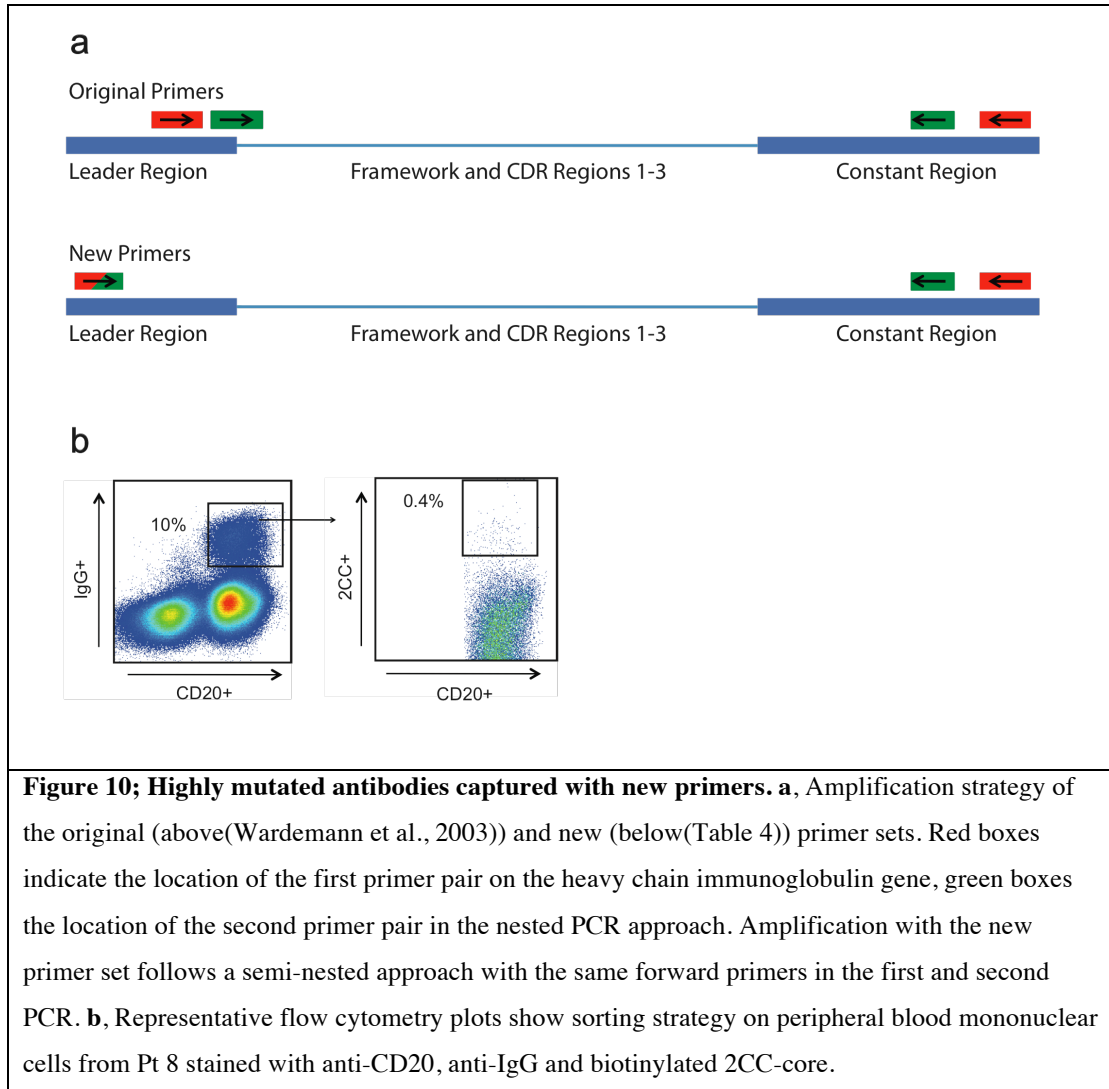 a
Original Primers
Leader Region Framework and CDR Regions 1-3 Constant Region
New Primers
Leader Region Framework and CDR Regions 1-3 Constant Region
b
10%
IgG+
CD20+
0.4%
2CC+
CD20+
Figure 10; Highly mutated antibodies captured with new primers. a, Amplification strategy of
the original (above(Wardemann et al., 2003)) and new (below(Table 4)) primer sets. Red boxes
indicate the location of the first primer pair on the heavy chain immunoglobulin gene, green boxes
the location of the second primer pair in the nested PCR approach. Amplification with the new
primer set follows a semi-nested approach with the same forward primers in the first and second
PCR. b, Representative flow cytometry plots show sorting strategy on peripheral blood mononuclear
cells from Pt 8 stained with anti-CD20, anti-IgG and biotinylated 2CC-core.